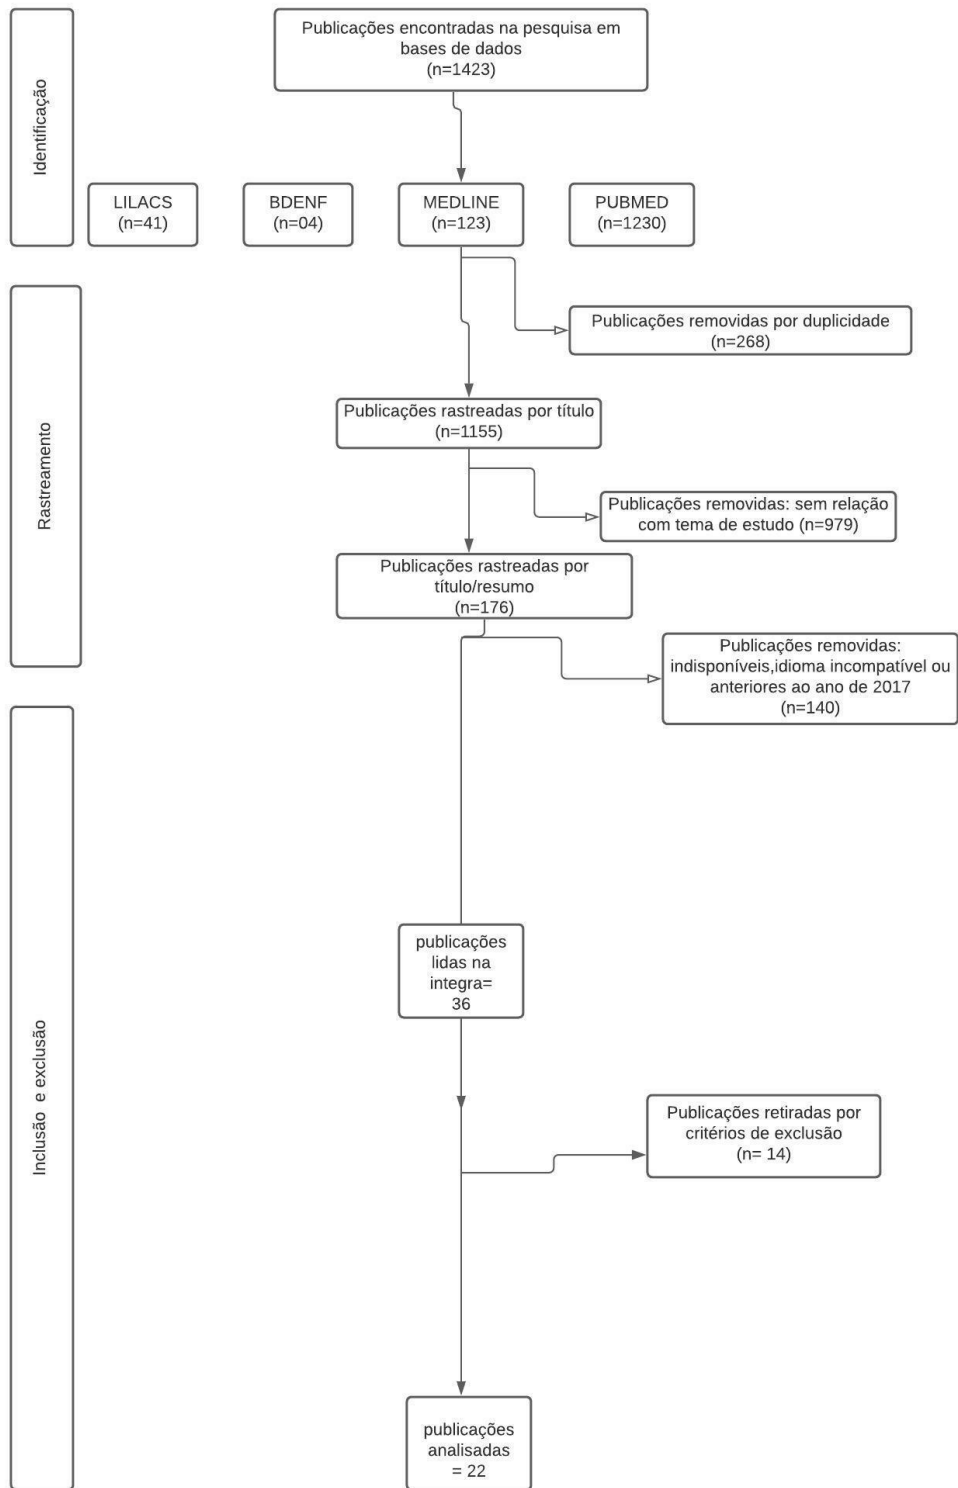 Identificação
Publicações encontradas na pesquisa em
bases de dados
(n=1423)
LILACS
(n=41)
BDENF
(n=04)
MEDLINE
(n=123)
PUBMED
(n=1230)
Rastreamento
Publicações removidas por duplicidade
(n=268)
Publicações rastreadas por título
(n=1155)
Publicações removidas: sem relação
com tema de estudo (n=979)
Publicações rastreadas por
título/resumo
(n=176)
Publicações removidas:
indisponíveis,idioma incompatível ou
anteriores ao ano de 2017
(n=140)
Inclusão e exclusão
publicações
lidas na
integra=
36
Publicações retiradas por
critérios de exclusão
(n= 14)
publicações
analisadas
= 22